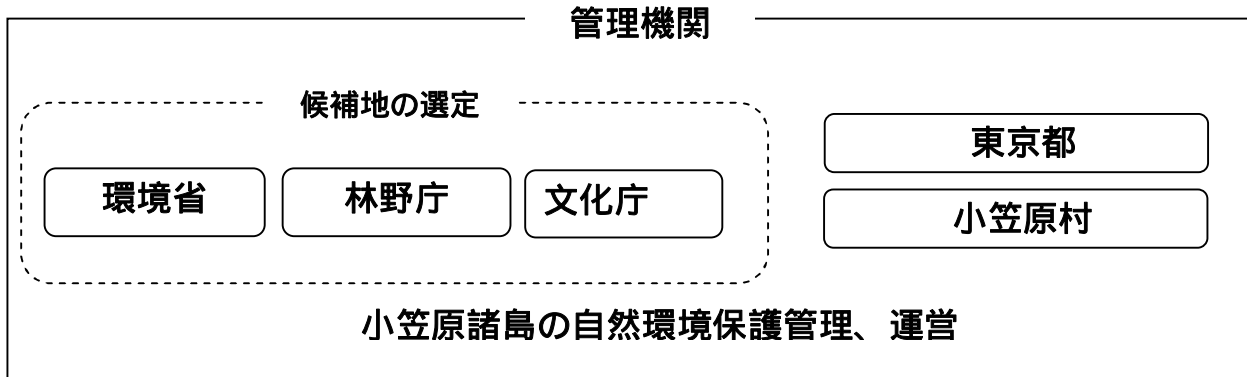 管理機関
候補地の選定
環境省
林野庁
文化庁
東京都
小笠原村
小笠原諸島の自然環境保護管理、運営